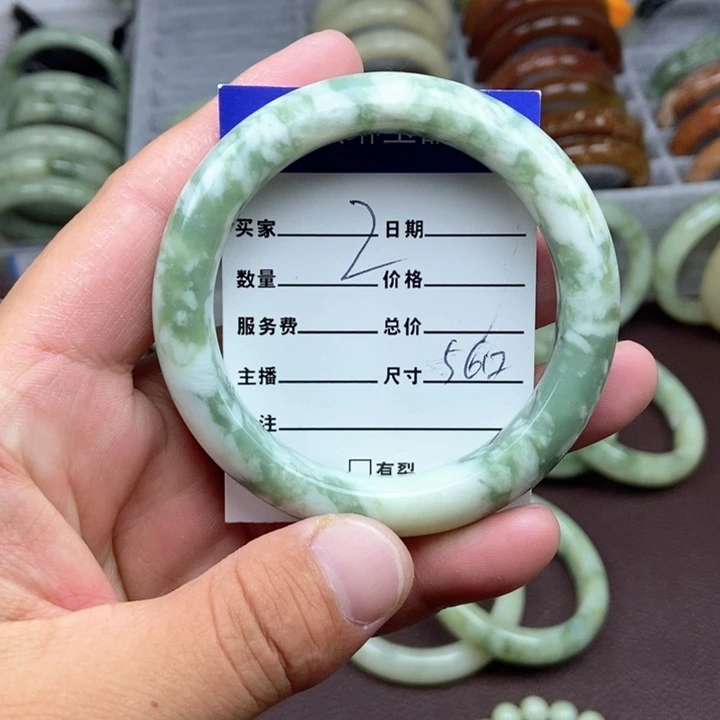 买家 2 日期
数量 价格
服务费 总价
主播 尺寸 56
注
有裂